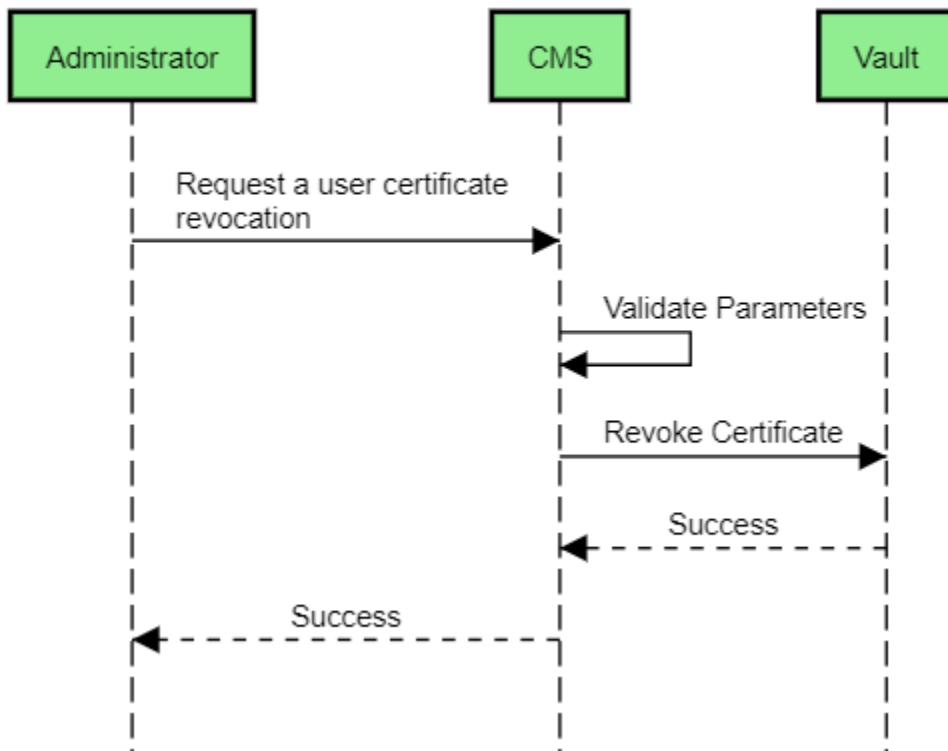 Administrator
CMS
Vault
Request a user certificate
revocation
Validate Parameters
Revoke Certificate
Success
Success